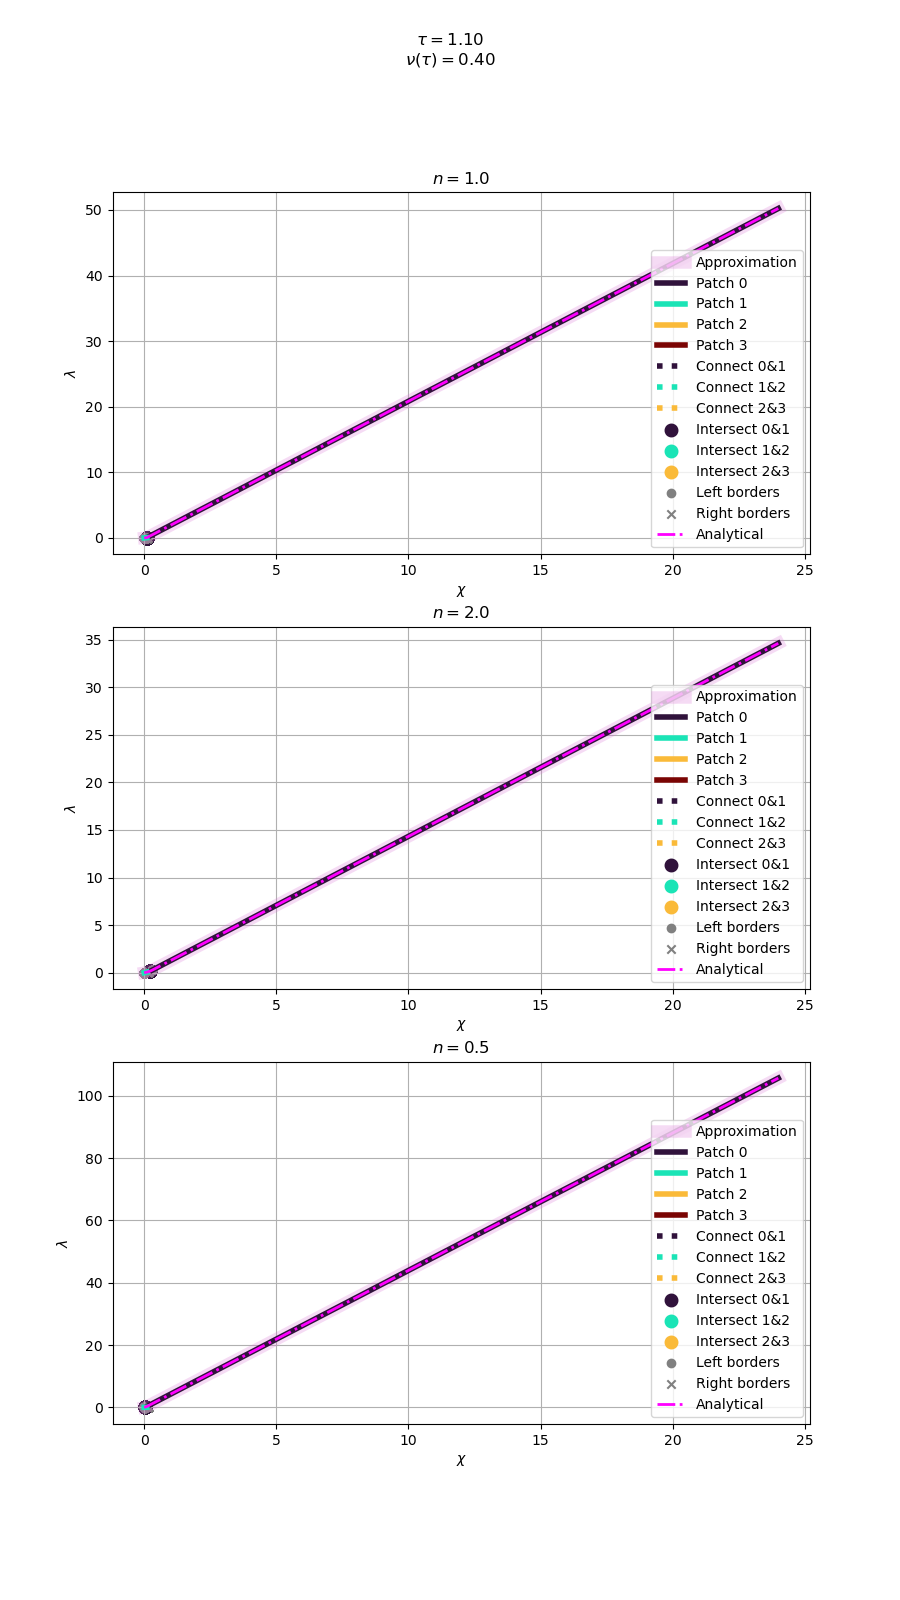 τ = 1.10
ν(τ) = 0.40
n = 1.0
λ
50
40
30
20
10
0
0 5 10 15 20 25
χ
Approximation
Patch 0
Patch 1
Patch 2
Patch 3
Connect 0&1
Connect 1&2
Connect 2&3
Intersect 0&1
Intersect 1&2
Intersect 2&3
Left borders
Right borders
Analytical
n = 2.0
λ
35
30
25
20
15
10
5
0
0 5 10 15 20 25
χ
Approximation
Patch 0
Patch 1
Patch 2
Patch 3
Connect 0&1
Connect 1&2
Connect 2&3
Intersect 0&1
Intersect 1&2
Intersect 2&3
Left borders
Right borders
Analytical
n = 0.5
λ
100
80
60
40
20
0
0 5 10 15 20 25
χ
Approximation
Patch 0
Patch 1
Patch 2
Patch 3
Connect 0&1
Connect 1&2
Connect 2&3
Intersect 0&1
Intersect 1&2
Intersect 2&3
Left borders
Right borders
Analytical